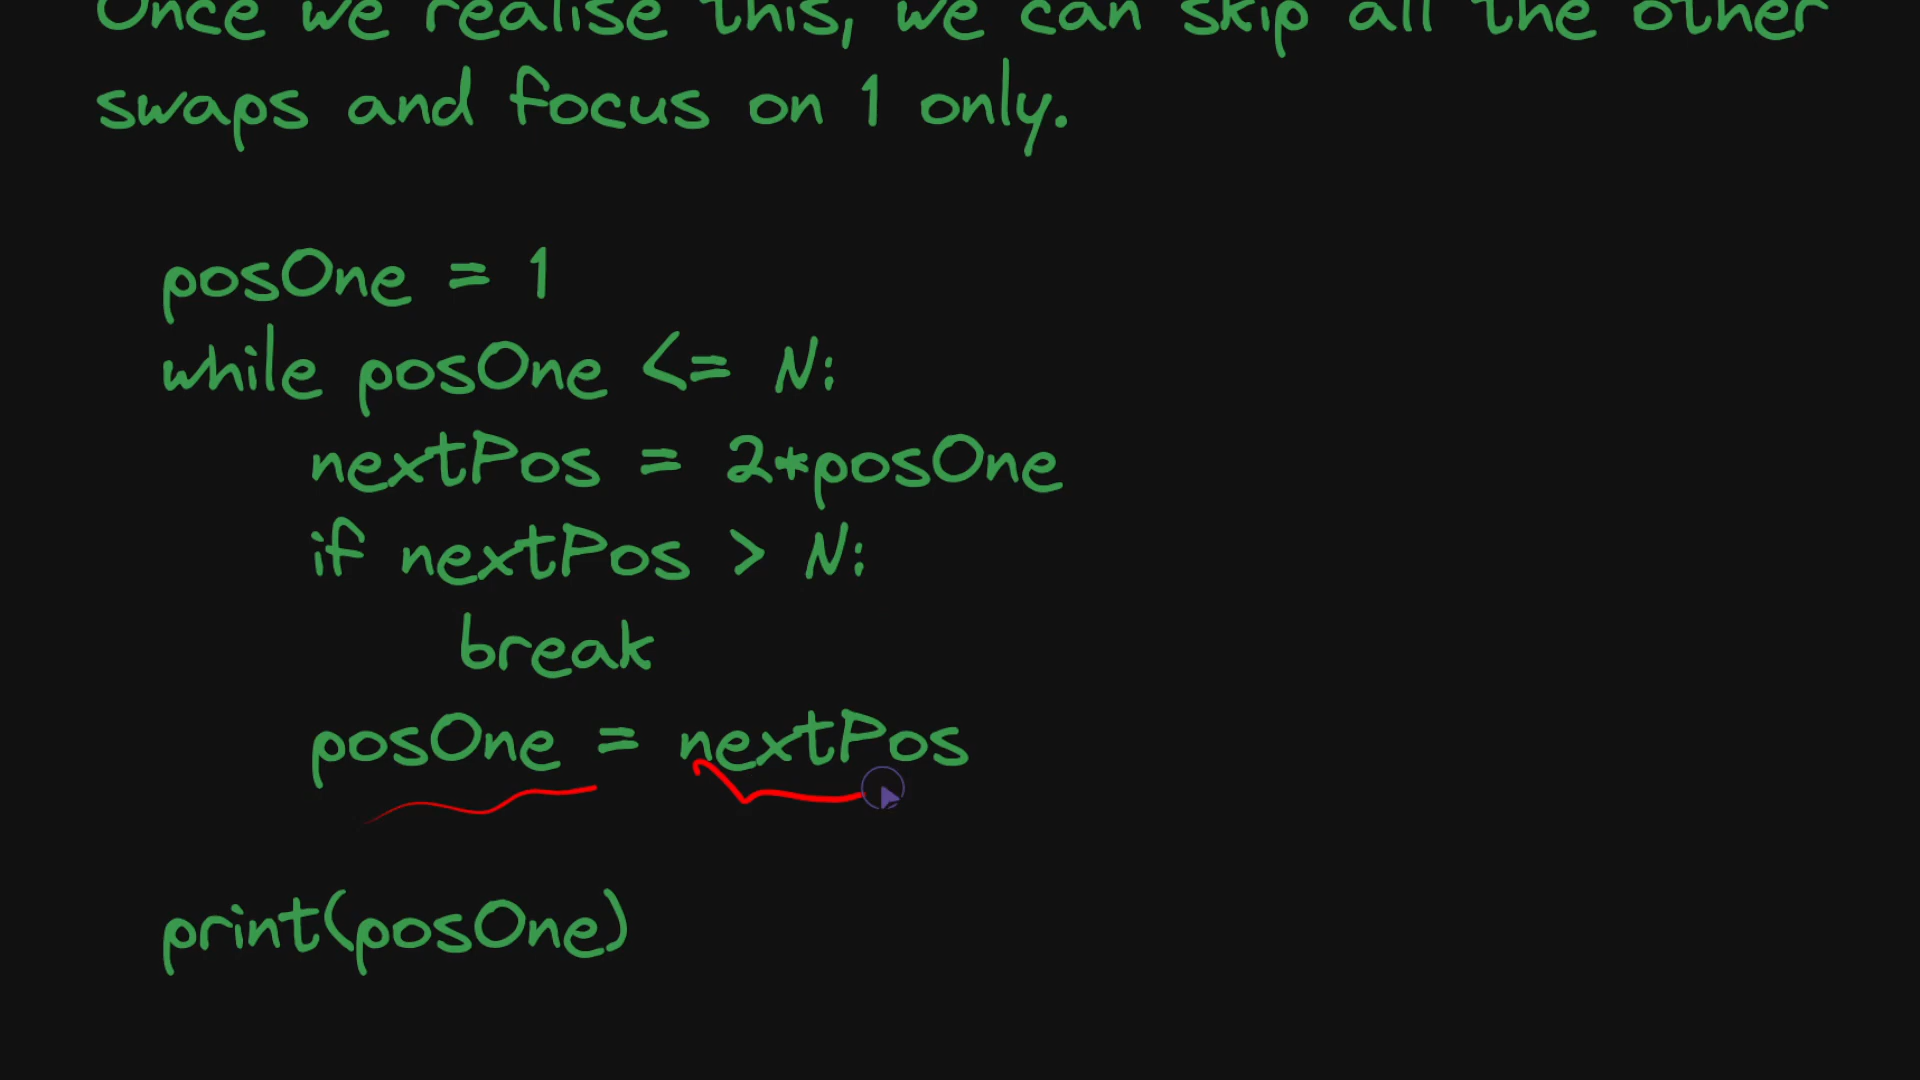 Once we realise this, we can skip all the other
swaps and focus on 1 only.
posOne = 1
while posOne <= N:
nextPos = 2*posOne
if nextPos > N:
break
posOne = nextPos
print(posOne)